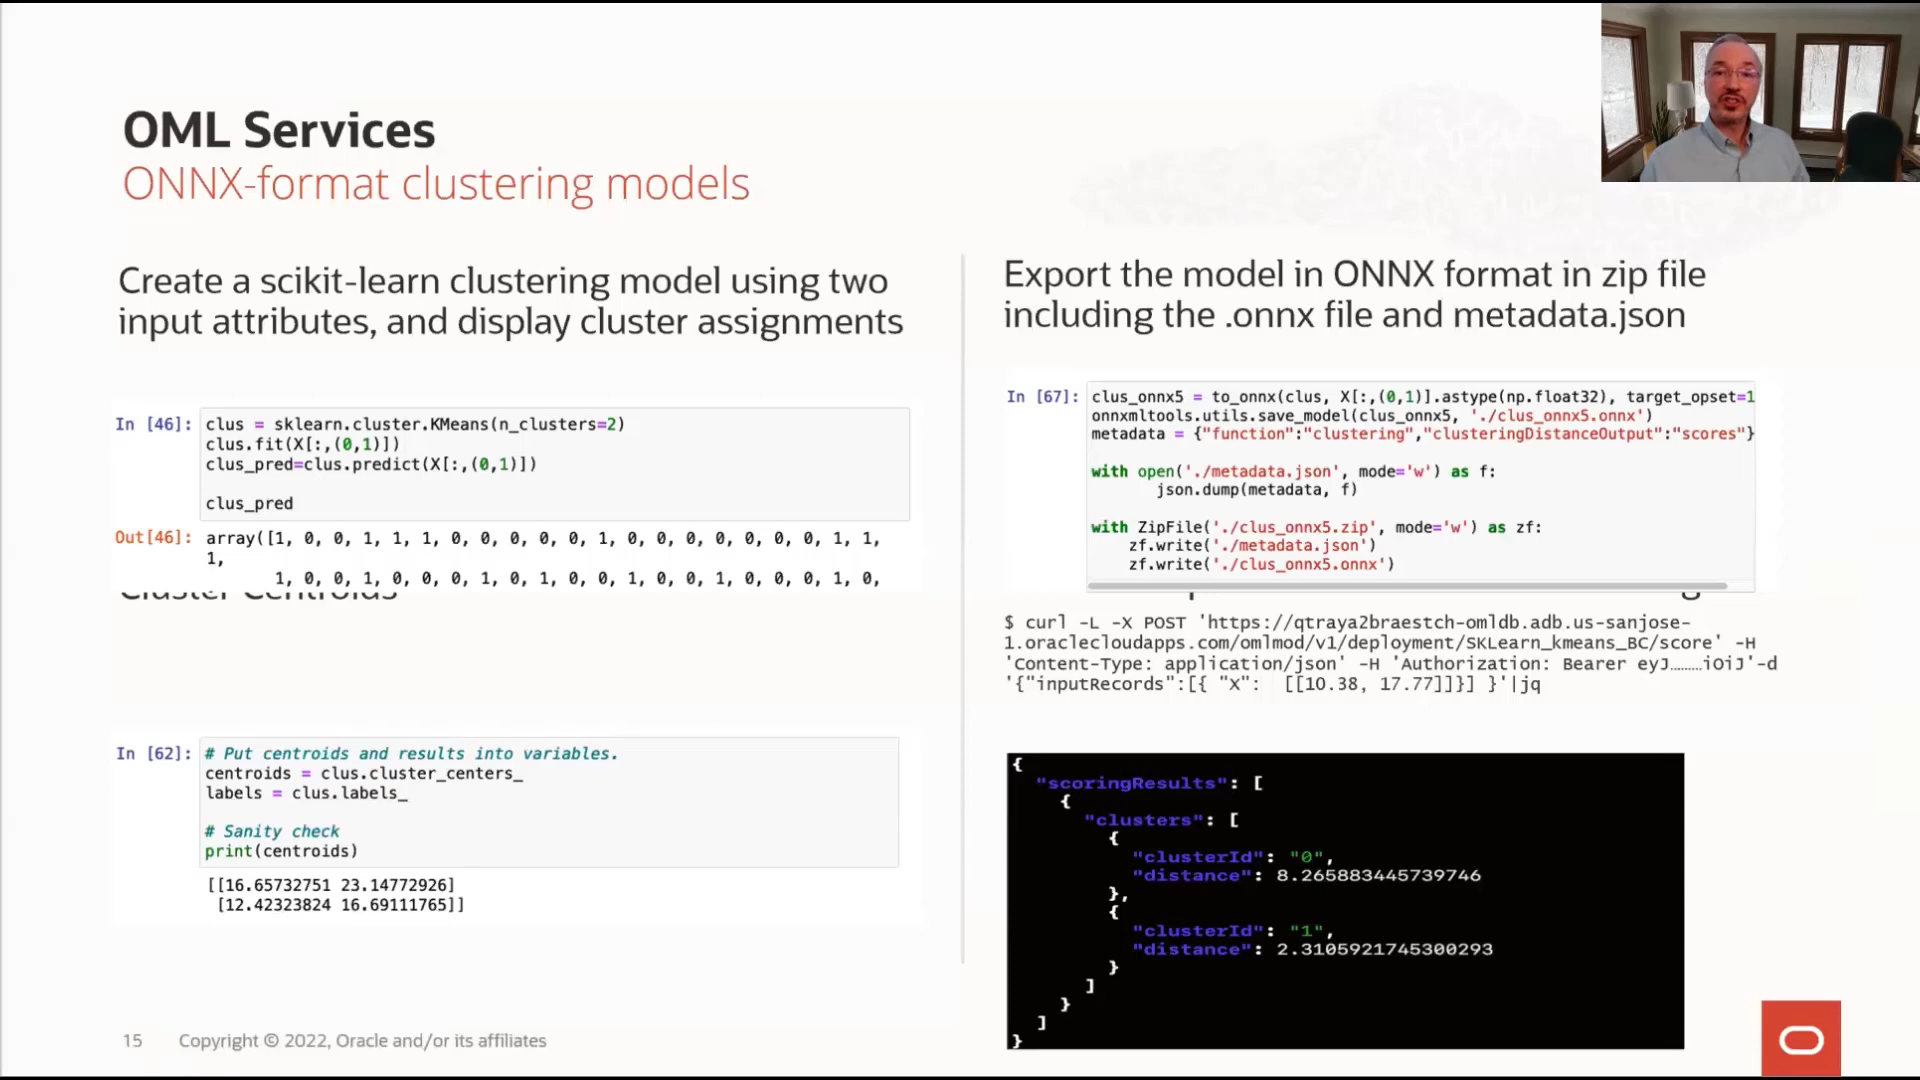 OML Services
ONNX-format clustering models
Create a scikit-learn clustering model using two
input attributes, and display cluster assignments
In [46]: clus = sklearn.cluster.KMeans(n_clusters=2)
clus.fit(X[:,(0,1)])
clus_pred=clus.predict(X[:,(0,1)])
clus_pred
Out[46]: array([1, 0, 0, 1, 1, 1, 0, 0, 0, 0, 0, 1, 0, 0, 0, 0, 0, 0, 0, 1, 1,
1,
1, 0, 0, 1, 0, 0, 0, 1, 0, 1, 0, 0, 1, 0, 0, 1, 0, 0, 0, 1, 0,
Cluster Centroids
In [62]: # Put centroids and results into variables.
centroids = clus.cluster_centers_
labels = clus.labels_
# Sanity check
print(centroids)
[[16.65732751 23.14772926]
[12.42323824 16.69111765]]
Export the model in ONNX format in zip file
including the .onnx file and metadata.json
In [67]: clus_onnx5 = to_onnx(clus, X[:,(0,1)].astype(np.float32), target_opset=1
onnxmltools.utils.save_model(clus_onnx5, './clus_onnx5.onnx')
metadata = {"function":"clustering","clusteringDistanceOutput":"scores"}
with open('./metadata.json', mode='w') as f:
json.dump(metadata, f)
with ZipFile('./clus_onnx5.zip', mode='w') as zf:
zf.write('./metadata.json')
zf.write('./clus_onnx5.onnx')
$ curl -L -X POST 'https://qtraya2braestch-omldb.adb.us-sanjose-
1.oraclecloudapps.com/omlmod/v1/deployment/SKLearn_kmeans_BC/score' -H
'Content-Type: application/json' -H 'Authorization: Bearer eyJ………iOiJ'-d
'{"inputRecords":[{ "X": [[10.38, 17.77]]}] }'|jq
{
"scoringResults": [
{
"clusters": [
{
"clusterId": "0",
"distance": 8.265883445739746
},
{
"clusterId": "1",
"distance": 2.3105921745300293
}
]
}
]
}
15 Copyright © 2022, Oracle and/or its affiliates